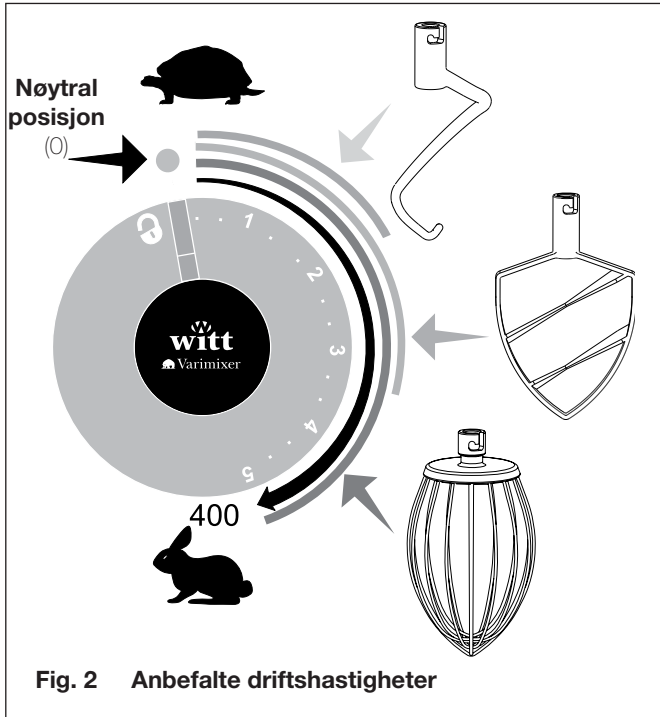 Nøytral
posisjon
(0)
1
2
3
4
5
witt
Varimixer
400
Fig. 2 Anbefalte driftshastigheter